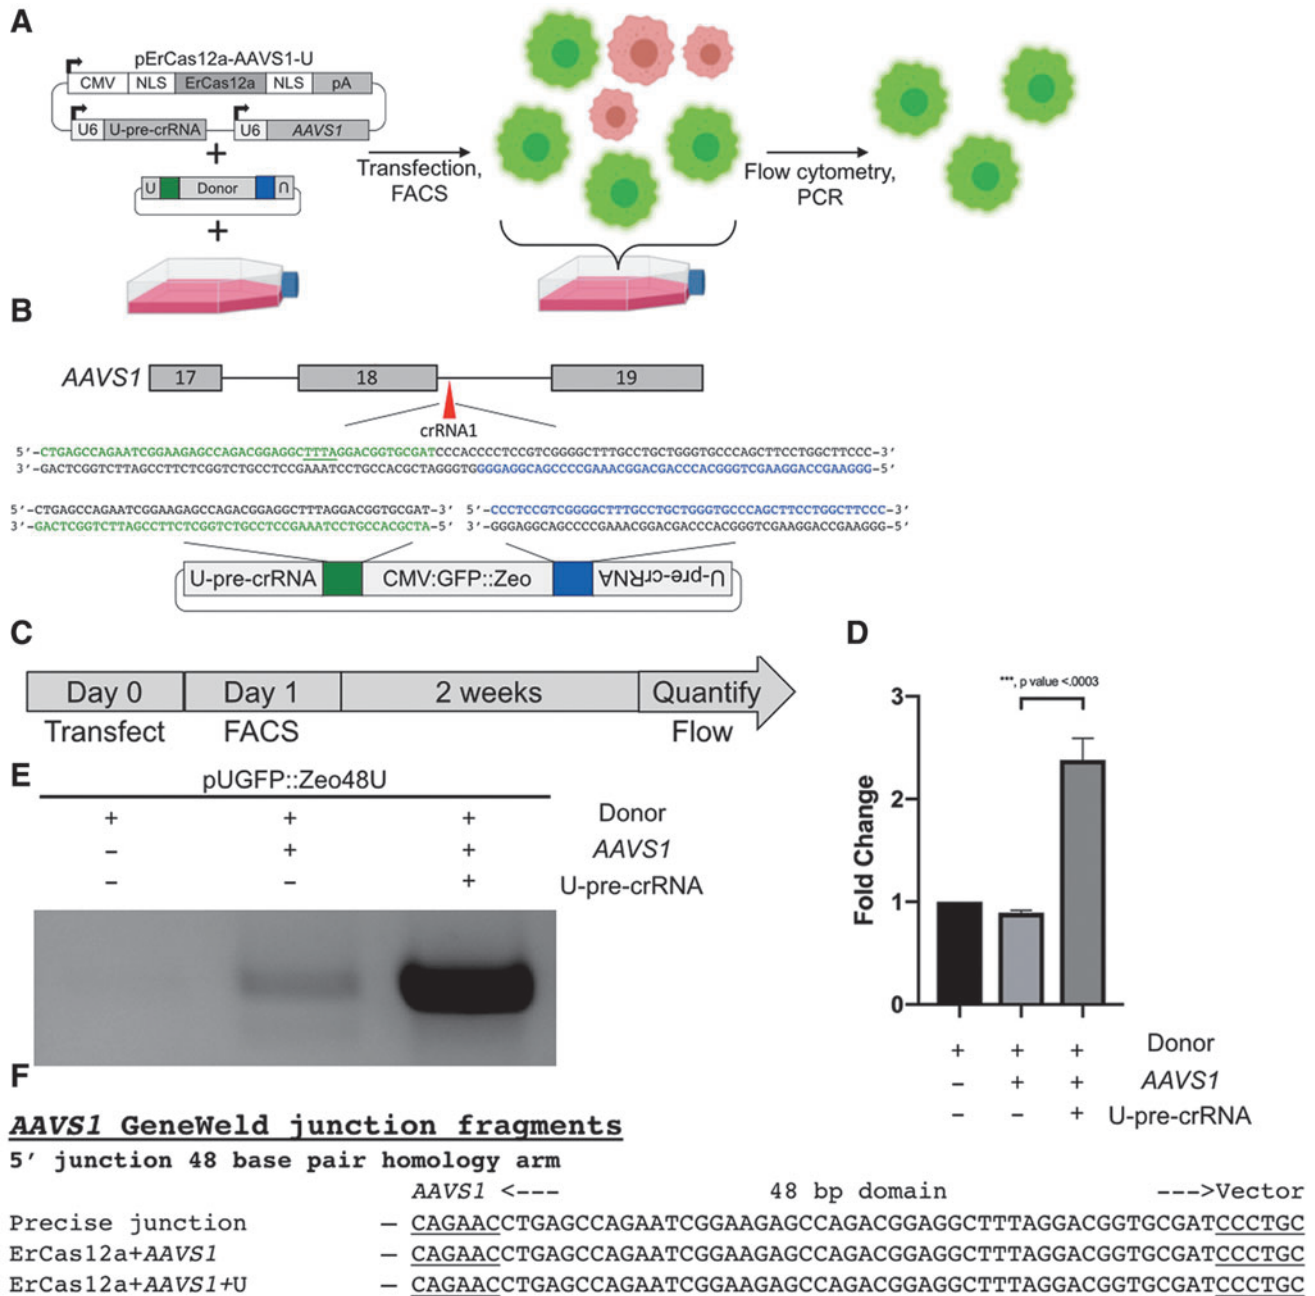 A
pErCas12a-AAVS1-U
CMV NLS ErCas12a NLS pA
U6 U-pre-crRNA U6 AAVS1
+
U Donor U
+
Transfection,
FACS
Flow cytometry,
PCR
B
AAVS1 17 18 19
crRNA1
5′-CTGAGCCAGAATCGGAAGAGCCAGACGGAGGCTTTAGGACGGTGCGATCCCACCCCTCCGTCGGGGCTTTGCCTGCTGGGTGCCCAGCTTCCTGGCTTCCC-3′
3′-GACTCGGTCTTAGCCTTCTCGGTCTGCCTCCGAAATCCTGCCACGCTAGGGTGGGGAGGCAGCCCCGAAACGGACGACCCACGGGTCGAAGGACCGAAGGG-5′
5′-CTGAGCCAGAATCGGAAGAGCCAGACGGAGGCTTTAGGACGGTGCGAT-3′ 5′-CCCTCCGTCGGGGCTTTGCCTGCTGGGTGCCCAGCTTCCTGGCTTCCC-3′
3′-GACTCGGTCTTAGCCTTCTCGGTCTGCCTCCGAAATCCTGCCACGCTA-5′ 3′-GGGAGGCAGCCCCGAAACGGACGACCCACGGGTCGAAGGACCGAAGGG-5′
U-pre-crRNA CMV:GFP::Zeo U-pre-crRNA
C
Day 0 Day 1 2 weeks Quantify
Transfect FACS Flow
D
***, p value <.0003
Fold Change
3
2
1
0
+ + + Donor
– + + AAVS1
– – + U-pre-crRNA
E
pUGFP::Zeo48U
+ + + Donor
– + + AAVS1
– – + U-pre-crRNA
F
AAVS1 GeneWeld junction fragments
5′ junction 48 base pair homology arm
AAVS1 <--- 48 bp domain --->Vector
Precise junction – CAGAACCTGAGCCAGAATCGGAAGAGCCAGACGGAGGCTTTAGGACGGTGCGATCCCTGC
ErCas12a+AAVS1 – CAGAACCTGAGCCAGAATCGGAAGAGCCAGACGGAGGCTTTAGGACGGTGCGATCCCTGC
ErCas12a+AAVS1+U – CAGAACCTGAGCCAGAATCGGAAGAGCCAGACGGAGGCTTTAGGACGGTGCGATCCCTGC